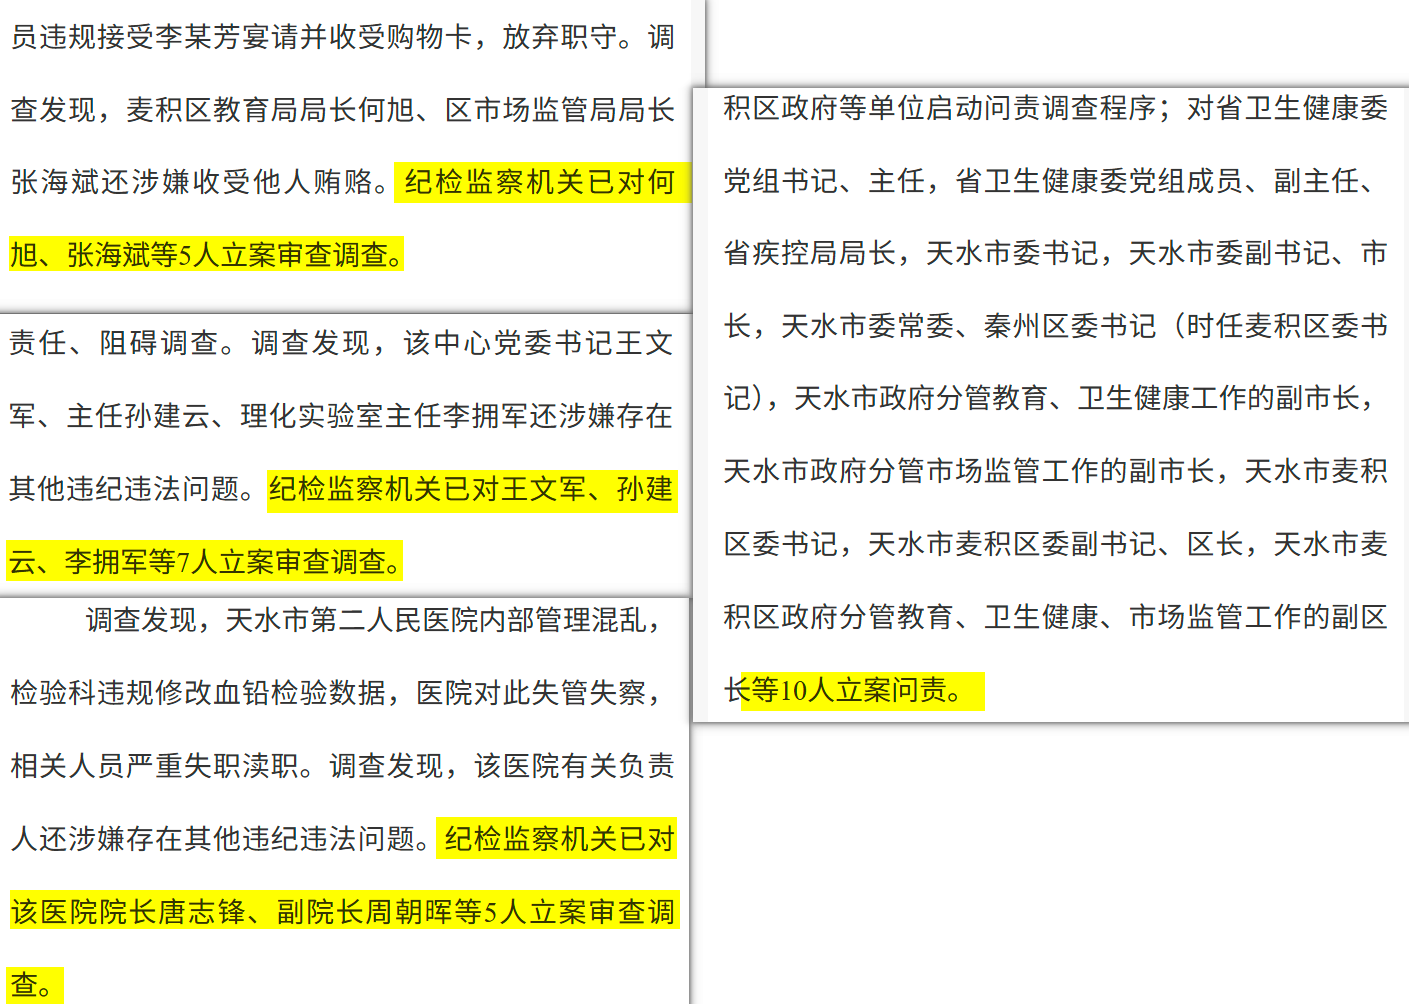 员违规接受李某芳宴请并收受购物卡，放弃职守。调
查发现，麦积区教育局局长何旭、区市场监管局局长
张海斌还涉嫌收受他人贿赂。纪检监察机关已对何
旭、张海斌等5人立案审查调查。
责任、阻碍调查。调查发现，该中心党委书记王文
军、主任孙建云、理化实验室主任李拥军还涉嫌存在
其他违纪违法问题。纪检监察机关已对王文军、孙建
云、李拥军等7人立案审查调查。
调查发现，天水市第二人民医院内部管理混乱，
检验科违规修改血铅检验数据，医院对此失管失察，
相关人员严重失职渎职。调查发现，该医院有关负责
人还涉嫌存在其他违纪违法问题。纪检监察机关已对
该医院院长唐志锋、副院长周朝晖等5人立案审查调
查。
积区政府等单位启动问责调查程序；对省卫生健康委
党组书记、主任，省卫生健康委党组成员、副主任、
省疾控局局长，天水市委书记，天水市委副书记、市
长，天水市委常委、秦州区委书记（时任麦积区委书
记），天水市政府分管教育、卫生健康工作的副市长，
天水市政府分管市场监管工作的副市长，天水市麦积
区委书记，天水市麦积区委副书记、区长，天水市麦
积区政府分管教育、卫生健康、市场监管工作的副区
长等10人立案问责。